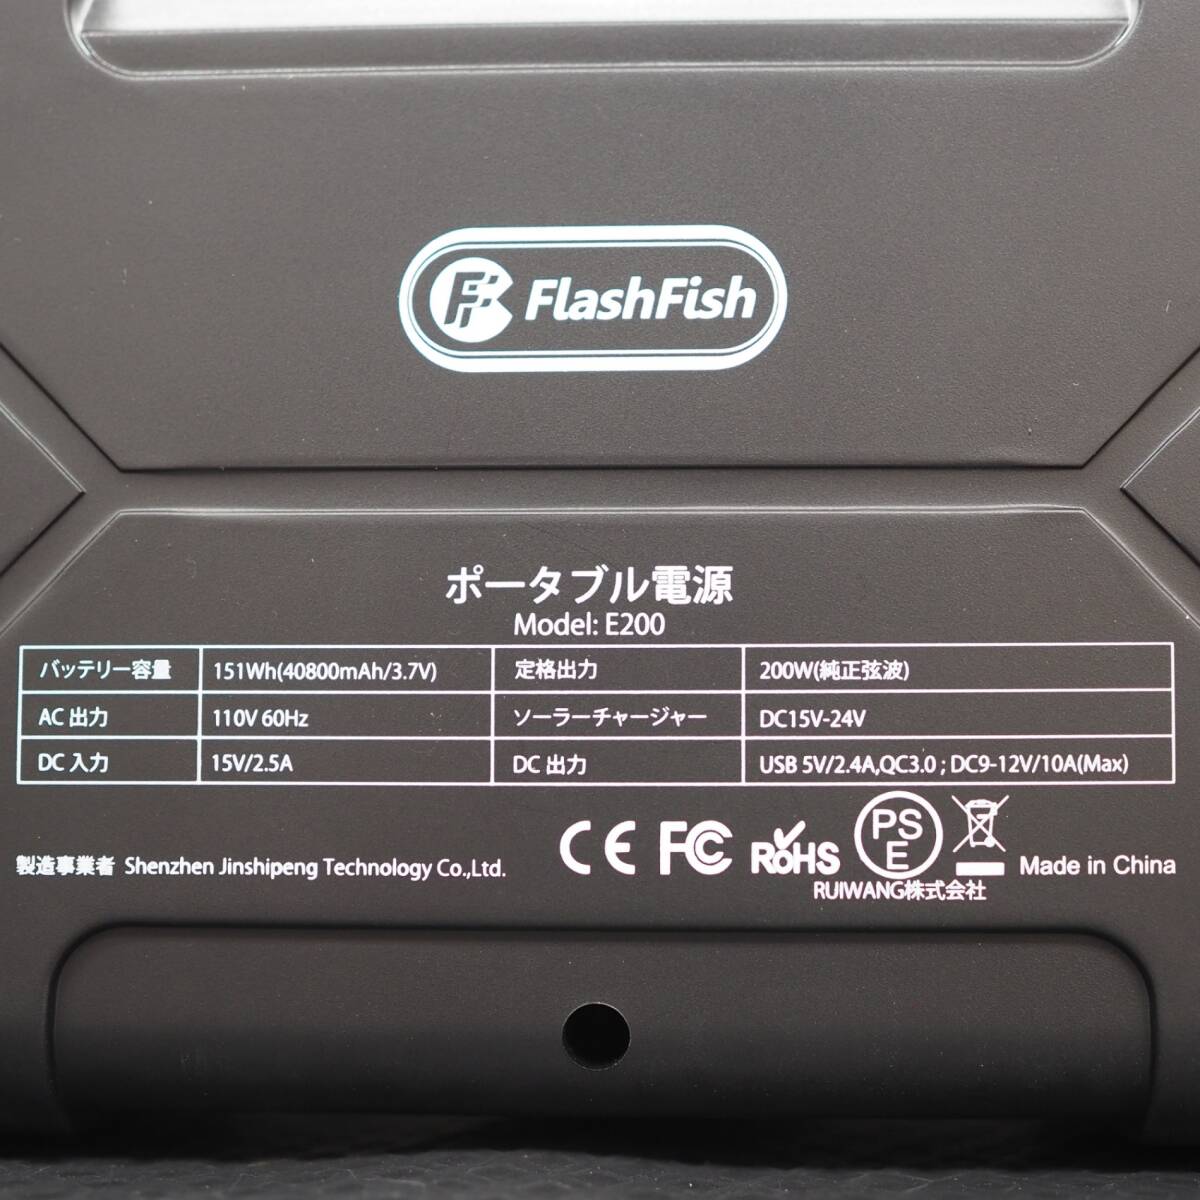 FlashFish
ポータブル電源
Model: E200
バッテリー容量 151Wh(40800mAh/3.7V) 定格出力 200W(純正弦波)
AC 出力 110V 60Hz ソーラーチャージャー DC15V-24V
DC 入力 15V/2.5A DC 出力 USB 5V/2.4A,QC3.0 ; DC9-12V/10A(Max)
製造事業者 Shenzhen Jinshipeng Technology Co.,Ltd.
CE FC RoHS PS E Made in China
RUIWANG株式会社